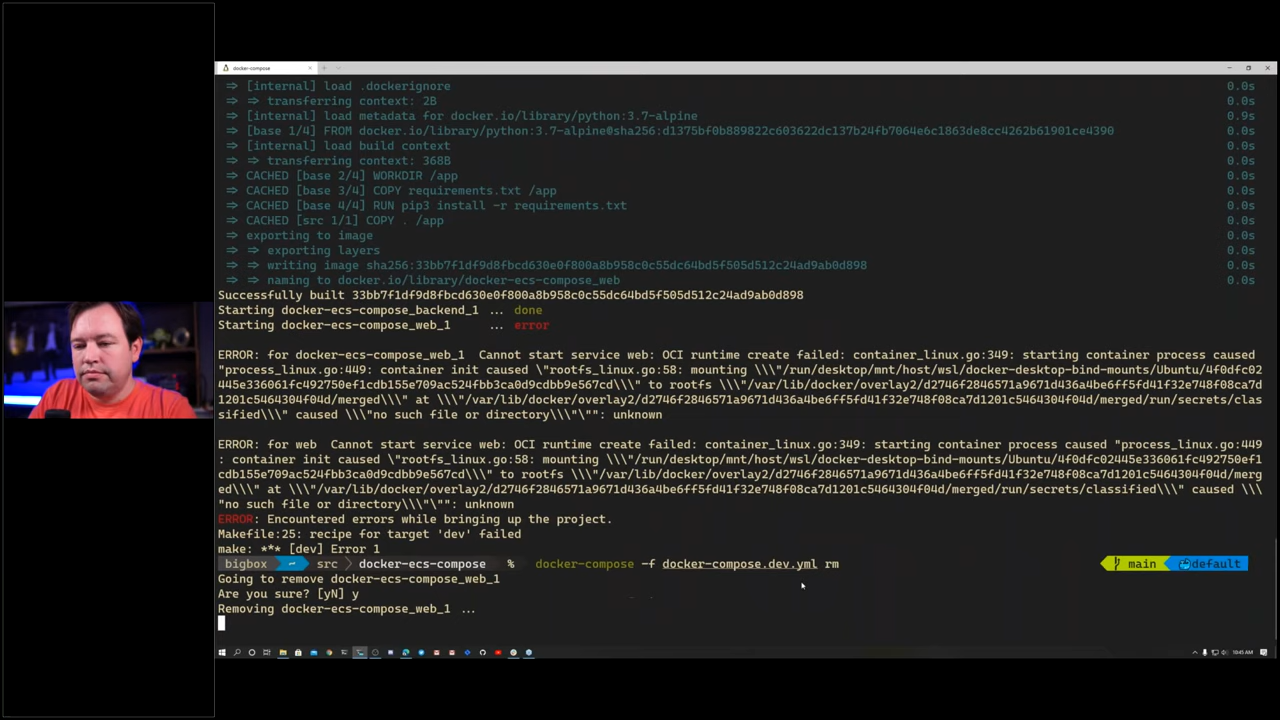 docker-compose
=> [internal] load .dockerignore 0.0s
=> => transferring context: 2B 0.0s
=> [internal] load metadata for docker.io/library/python:3.7-alpine 0.9s
=> [base 1/4] FROM docker.io/library/python:3.7-alpine@sha256:d1375bf0b889822c603622dc137b24fb7064e6c1863de8cc4262b61901ce4390 0.0s
=> [internal] load build context 0.0s
=> => transferring context: 368B 0.0s
=> CACHED [base 2/4] WORKDIR /app 0.0s
=> CACHED [base 3/4] COPY requirements.txt /app 0.0s
=> CACHED [base 4/4] RUN pip3 install -r requirements.txt 0.0s
=> CACHED [src 1/1] COPY . /app 0.0s
=> exporting to image 0.0s
=> => exporting layers 0.0s
=> => writing image sha256:33bb7f1df9d8fbcd630e0f800a8b958c0c55dc64bd5f505d512c24ad9ab0d898 0.0s
=> => naming to docker.io/library/docker-ecs-compose_web 0.0s
Successfully built 33bb7f1df9d8fbcd630e0f800a8b958c0c55dc64bd5f505d512c24ad9ab0d898
Starting docker-ecs-compose_backend_1 ... done
Starting docker-ecs-compose_web_1 ... error
ERROR: for docker-ecs-compose_web_1 Cannot start service web: OCI runtime create failed: container_linux.go:349: starting container process caused
"process_linux.go:449: container init caused \"rootfs_linux.go:58: mounting \\\"/run/desktop/mnt/host/wsl/docker-desktop-bind-mounts/Ubuntu/4f0dfc02
445e336061fc492750ef1cdb155e709ac524fbb3ca0d9cdbb9e567cd\\\" to rootfs \\\"/var/lib/docker/overlay2/d2746f2846571a9671d436a4be6ff5fd41f32e748f08ca7d
1201c5464304f04d/merged\\\" at \\\"/var/lib/docker/overlay2/d2746f2846571a9671d436a4be6ff5fd41f32e748f08ca7d1201c5464304f04d/merged/run/secrets/clas
sified\\\" caused \\\"no such file or directory\\\"\"": unknown
ERROR: for web Cannot start service web: OCI runtime create failed: container_linux.go:349: starting container process caused "process_linux.go:449
: container init caused \"rootfs_linux.go:58: mounting \\\"/run/desktop/mnt/host/wsl/docker-desktop-bind-mounts/Ubuntu/4f0dfc02445e336061fc492750ef1
cdb155e709ac524fbb3ca0d9cdbb9e567cd\\\" to rootfs \\\"/var/lib/docker/overlay2/d2746f2846571a9671d436a4be6ff5fd41f32e748f08ca7d1201c5464304f04d/merg
ed\\\" at \\\"/var/lib/docker/overlay2/d2746f2846571a9671d436a4be6ff5fd41f32e748f08ca7d1201c5464304f04d/merged/run/secrets/classified\\\" caused \\\
"no such file or directory\\\"\"": unknown
ERROR: Encountered errors while bringing up the project.
Makefile:25: recipe for target 'dev' failed
make: *** [dev] Error 1
bigbox ~ src docker-ecs-compose % docker-compose -f docker-compose.dev.yml rm main default
Going to remove docker-ecs-compose_web_1
Are you sure? [yN] y
Removing docker-ecs-compose_web_1 ...
10:45 AM